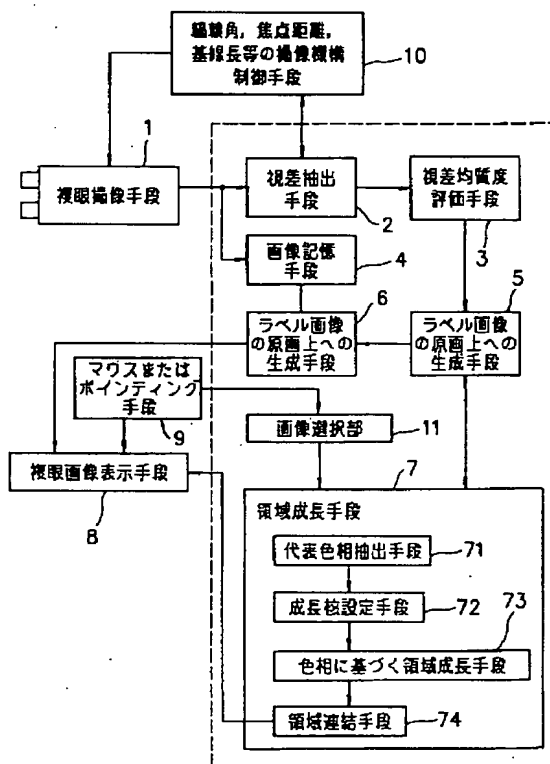 輻輳角,焦点距離,
基線長等の撮像機構
制御手段
10
1
複眼撮像手段
視差抽出
手段
2
視差均質度
評価手段
3
画像記憶
手段
4
6
5
ラベル画像
の原画上への
生成手段
ラベル画像
の原画上への
生成手段
マウスまたは
ポインティング
手段
9
画像選択部
11
複眼画像表示手段
8
7
領域成長手段
代表色相抽出手段
71
成長核設定手段
72
73
色相に基づく領域成長手段
領域連結手段
74